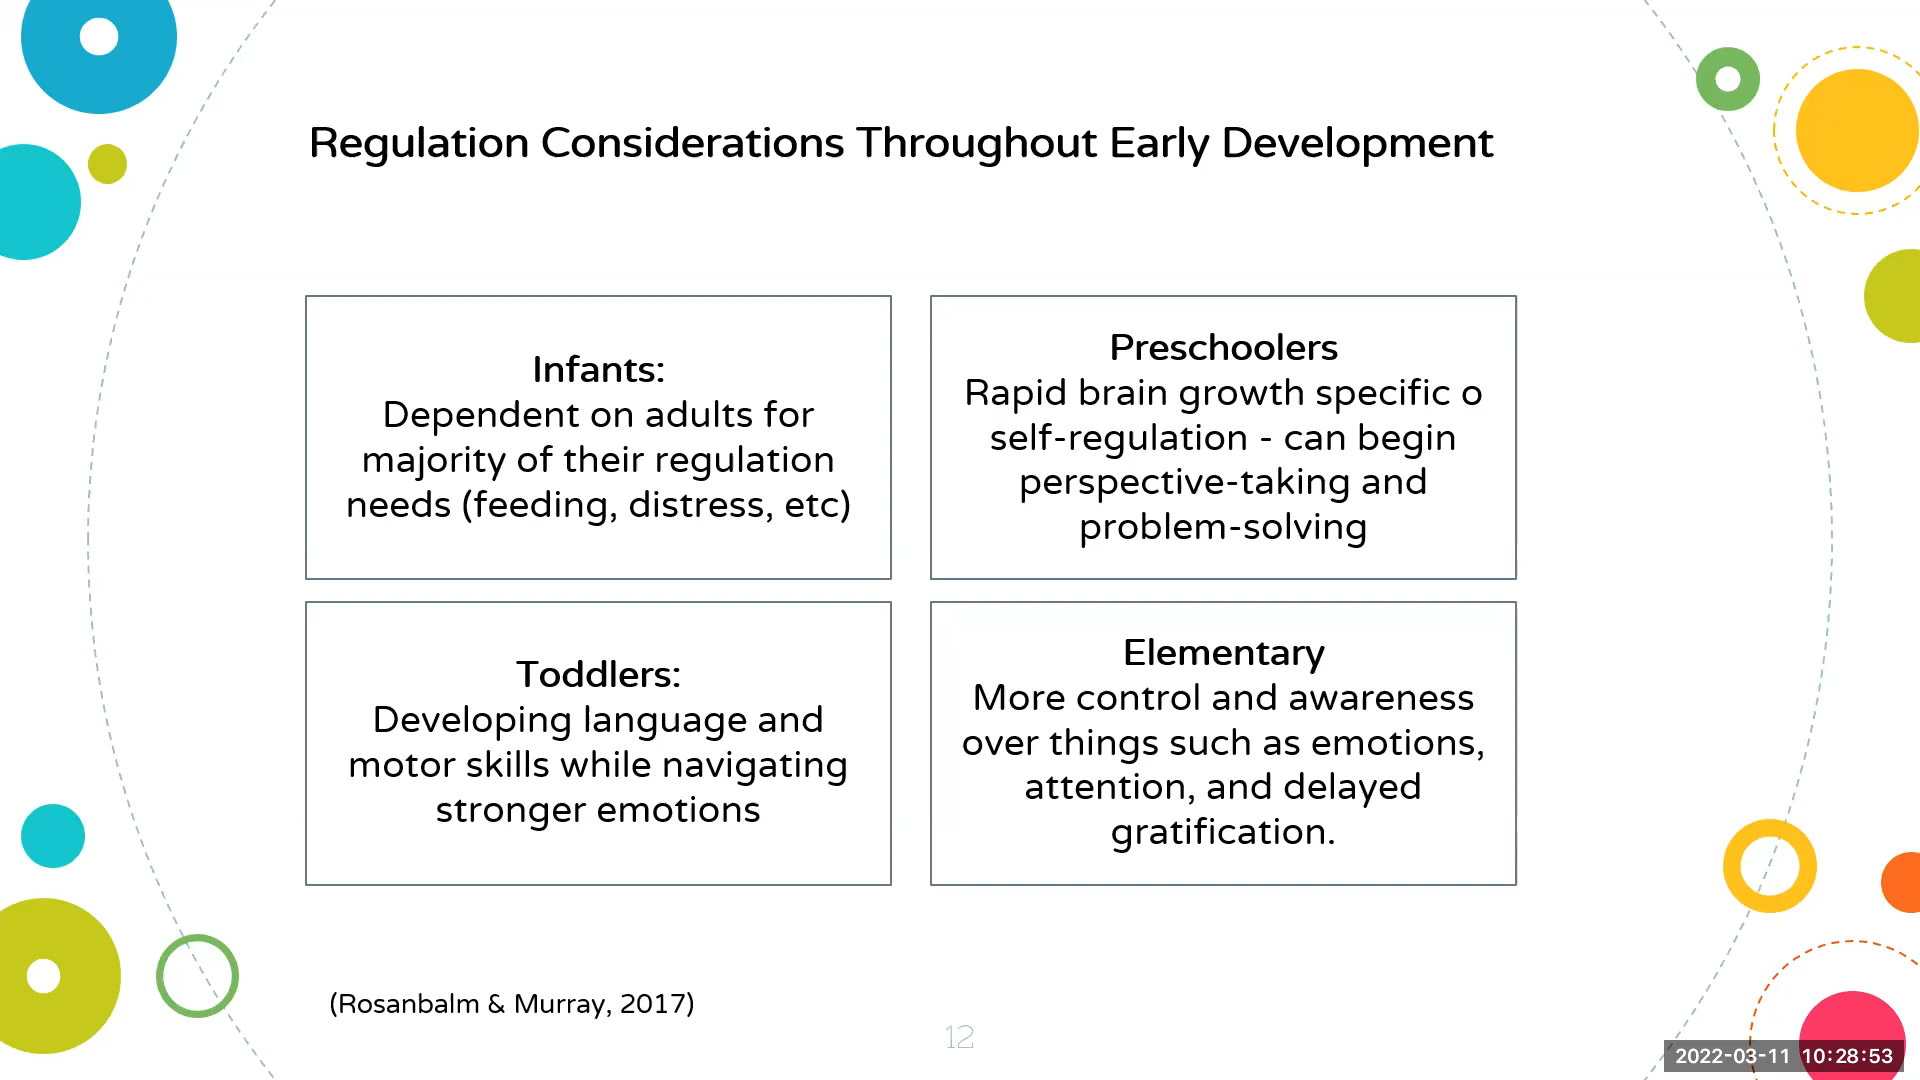 Regulation Considerations Throughout Early Development
Infants:
Dependent on adults for
majority of their regulation
needs (feeding, distress, etc)
Preschoolers
Rapid brain growth specific o
self-regulation - can begin
perspective-taking and
problem-solving
Toddlers:
Developing language and
motor skills while navigating
stronger emotions
Elementary
More control and awareness
over things such as emotions,
attention, and delayed
gratification.
(Rosanbalm & Murray, 2017)
12
2022-03-11 10:28:53